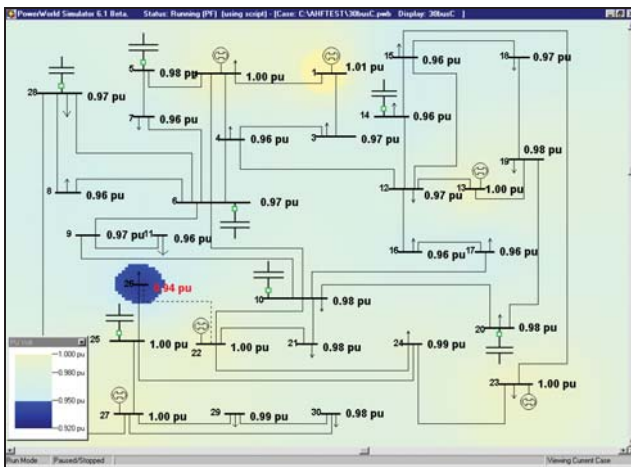 PowerWorld Simulator 6.1 Beta. Status: Running (PF) (using script) - [Case: C:\AHFTEST\30busC.pwb Display: 30busC ]
5 0.98 pu
1.00 pu
1 1.01 pu
15 0.96 pu
18 0.97 pu
28 0.97 pu
7 0.96 pu
4 0.96 pu
3 0.97 pu
14 0.96 pu
19 0.98 pu
8 0.96 pu
6 0.97 pu
12 0.97 pu
13 1.00 pu
9 0.97 pu
11 0.96 pu
16 0.96 pu
17 0.96 pu
26 0.94 pu
10 0.98 pu
25 1.00 pu
22 1.00 pu
21 0.98 pu
24 0.99 pu
20 0.98 pu
23 1.00 pu
27 1.00 pu
29 0.99 pu
30 0.98 pu
1.000 pu
0.980 pu
0.950 pu
0.920 pu
Run Mode Paused/Stopped Viewing Current Case